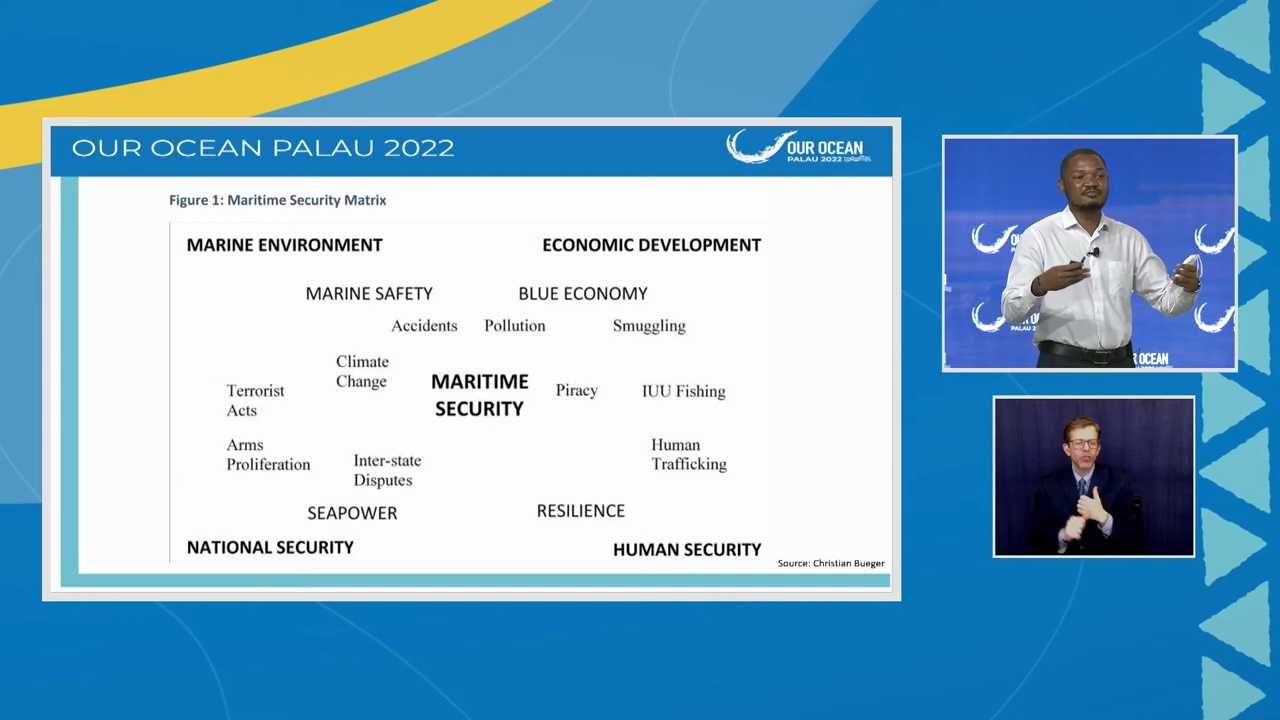 OUR OCEAN PALAU 2022
OUR OCEAN
PALAU 2022
Figure 1: Maritime Security Matrix
MARINE ENVIRONMENT
ECONOMIC DEVELOPMENT
MARINE SAFETY
BLUE ECONOMY
Accidents
Pollution
Smuggling
Climate
Change
Terrorist
Acts
MARITIME
SECURITY
Piracy
IUU Fishing
Arms
Proliferation
Inter-state
Disputes
Human
Trafficking
SEAPOWER
RESILIENCE
NATIONAL SECURITY
HUMAN SECURITY
Source: Christian Bueger
PALAU 20
OCEAN